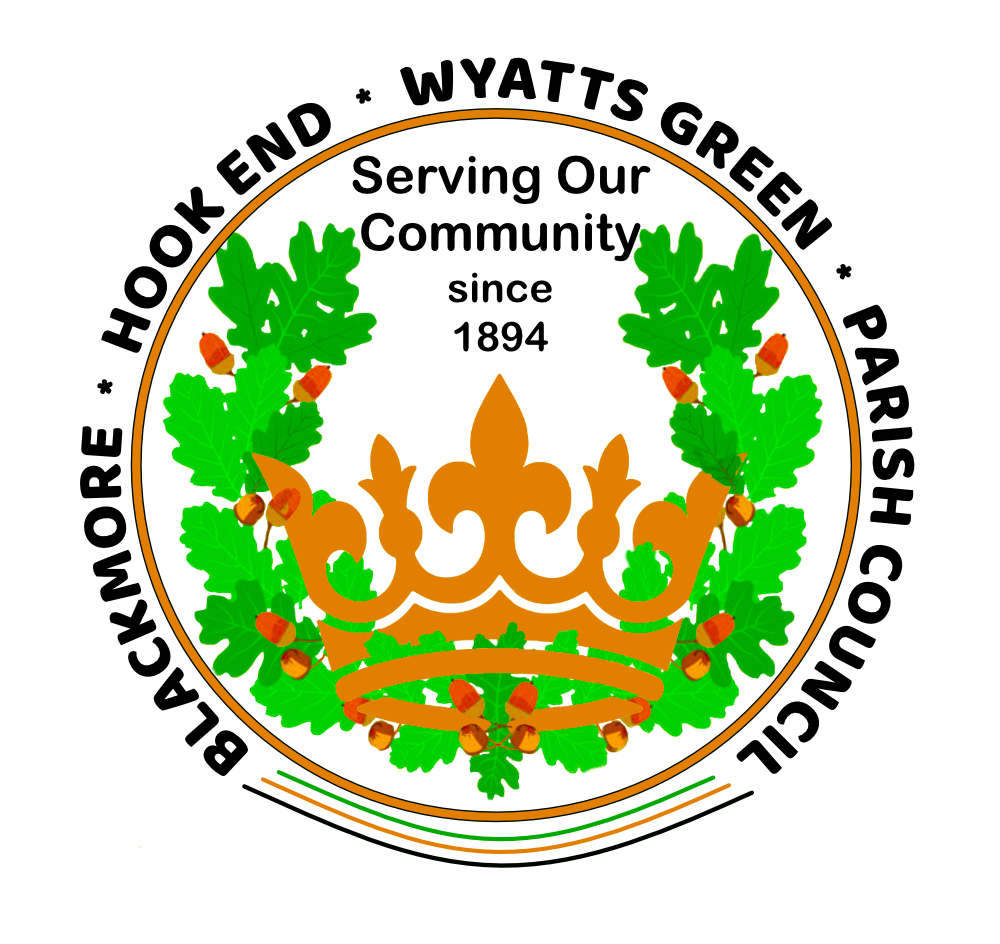 BLACKMORE * HOOK END * WYATTS GREEN * PARISH COUNCIL
Serving Our
Community
since
1894